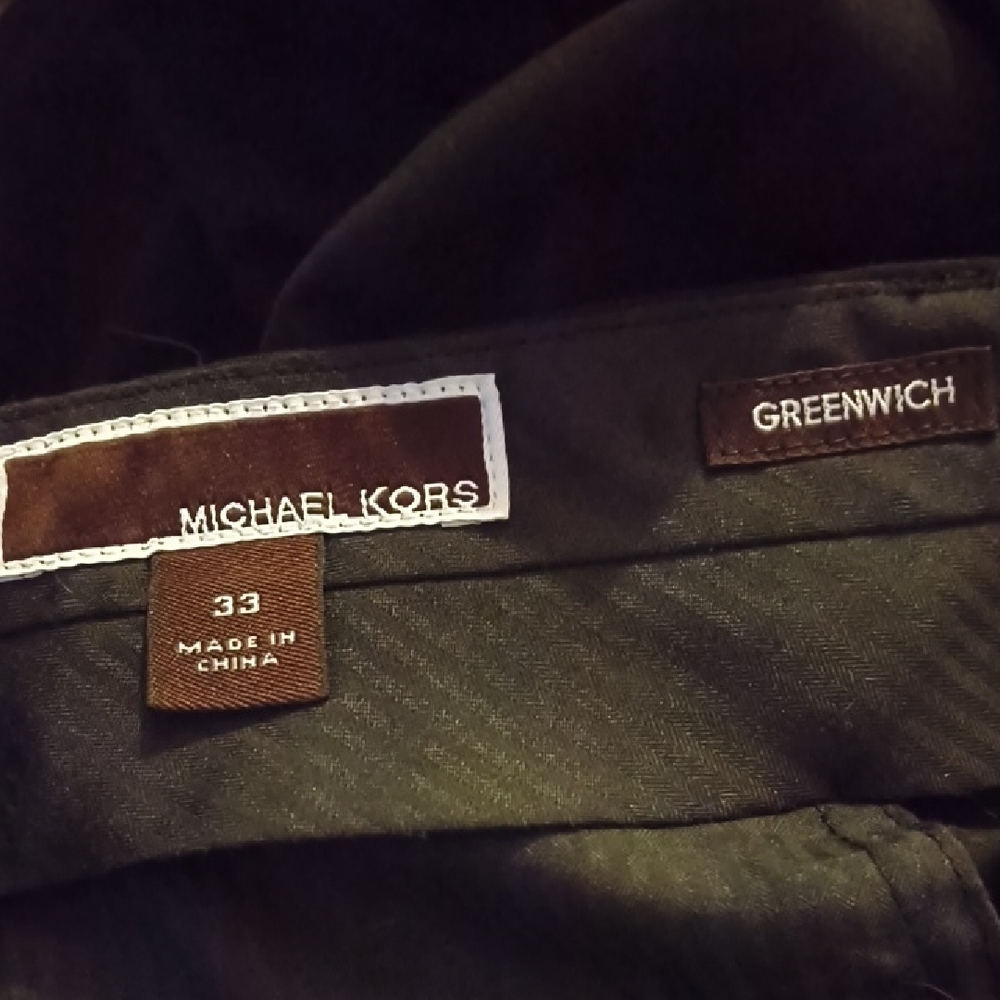 MICHAEL KORS
GREENWICH
33
MADE IN
CHINA